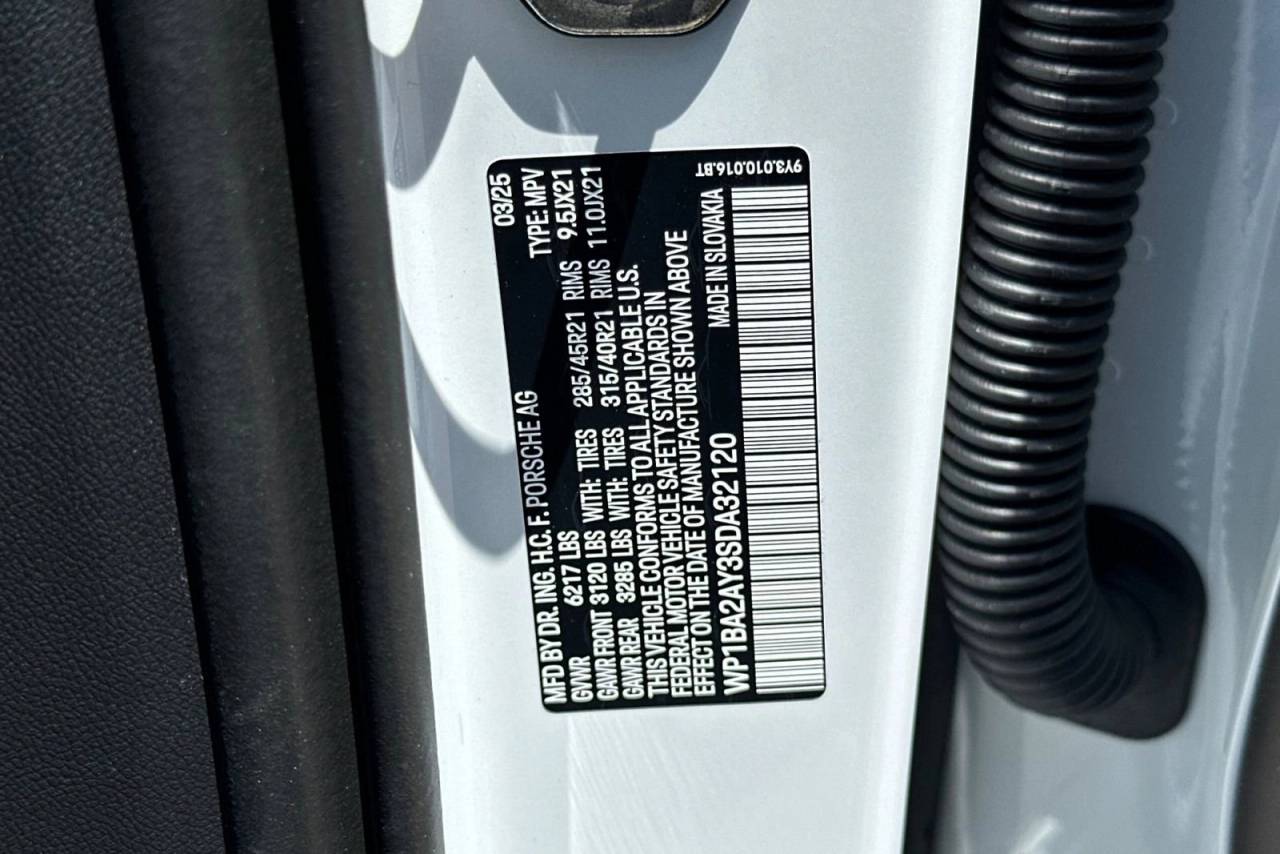 MFD BY DR. ING. H.C. F. PORSCHE AG 03/25
GVWR 6217 LBS TYPE: MPV
GAWR FRONT 3120 LBS WITH: TIRES 285/45R21 RIMS 9.5JX21
GAWR REAR 3285 LBS WITH: TIRES 315/40R21 RIMS 11.0JX21
THIS VEHICLE CONFORMS TO ALL APPLICABLE U.S.
FEDERAL MOTOR VEHICLE SAFETY STANDARDS IN
EFFECT ON THE DATE OF MANUFACTURE SHOWN ABOVE
WP1BA2AY3SDA32120 MADE IN SLOVAKIA
9Y3.010.016.BT